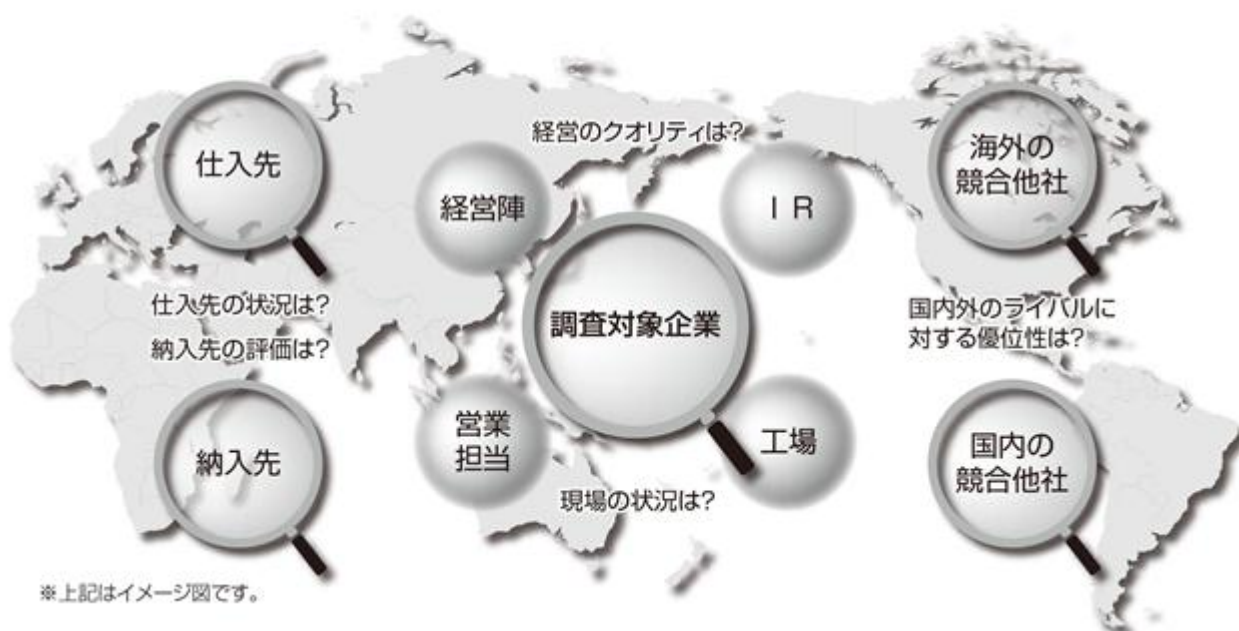 経営のクオリティは?
仕入先
経営陣
IR
海外の
競合他社
仕入先の状況は?
納入先の評価は?
調査対象企業
国内外のライバルに
対する優位性は?
納入先
営業
担当
工場
国内の
競合他社
現場の状況は?
※上記はイメージ図です。